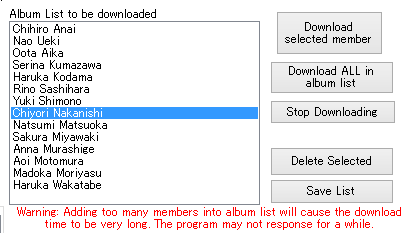 Album List to be downloaded
Chihiro Anai
Nao Ueki
Oota Aika
Serina Kumazawa
Haruka Kodama
Rino Sashihara
Yuki Shimono
Chiyori Nakanishi
Natsumi Matsuoka
Sakura Miyawaki
Anna Murashige
Aoi Motomura
Madoka Moriyasu
Haruka Wakatabe
Download
selected member
Download ALL in
album list
Stop Downloading
Delete Selected
Save List
Warning: Adding too many members into album list will cause the download
time to be very long. The program may not response for a while.